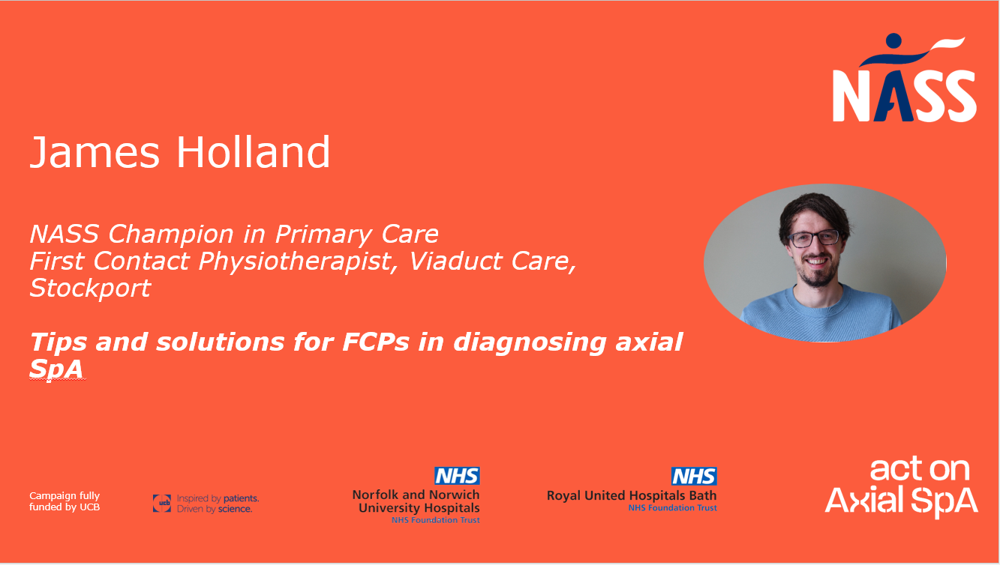 NASS
James Holland
NASS Champion in Primary Care
First Contact Physiotherapist, Viaduct Care,
Stockport
Tips and solutions for FCPs in diagnosing axial
SpA
Campaign fully
funded by UCB
ucb
Inspired by patients.
Driven by science.
NHS
Norfolk and Norwich
University Hospitals
NHS Foundation Trust
NHS
Royal United Hospitals Bath
NHS Foundation Trust
act on
Axial SpA